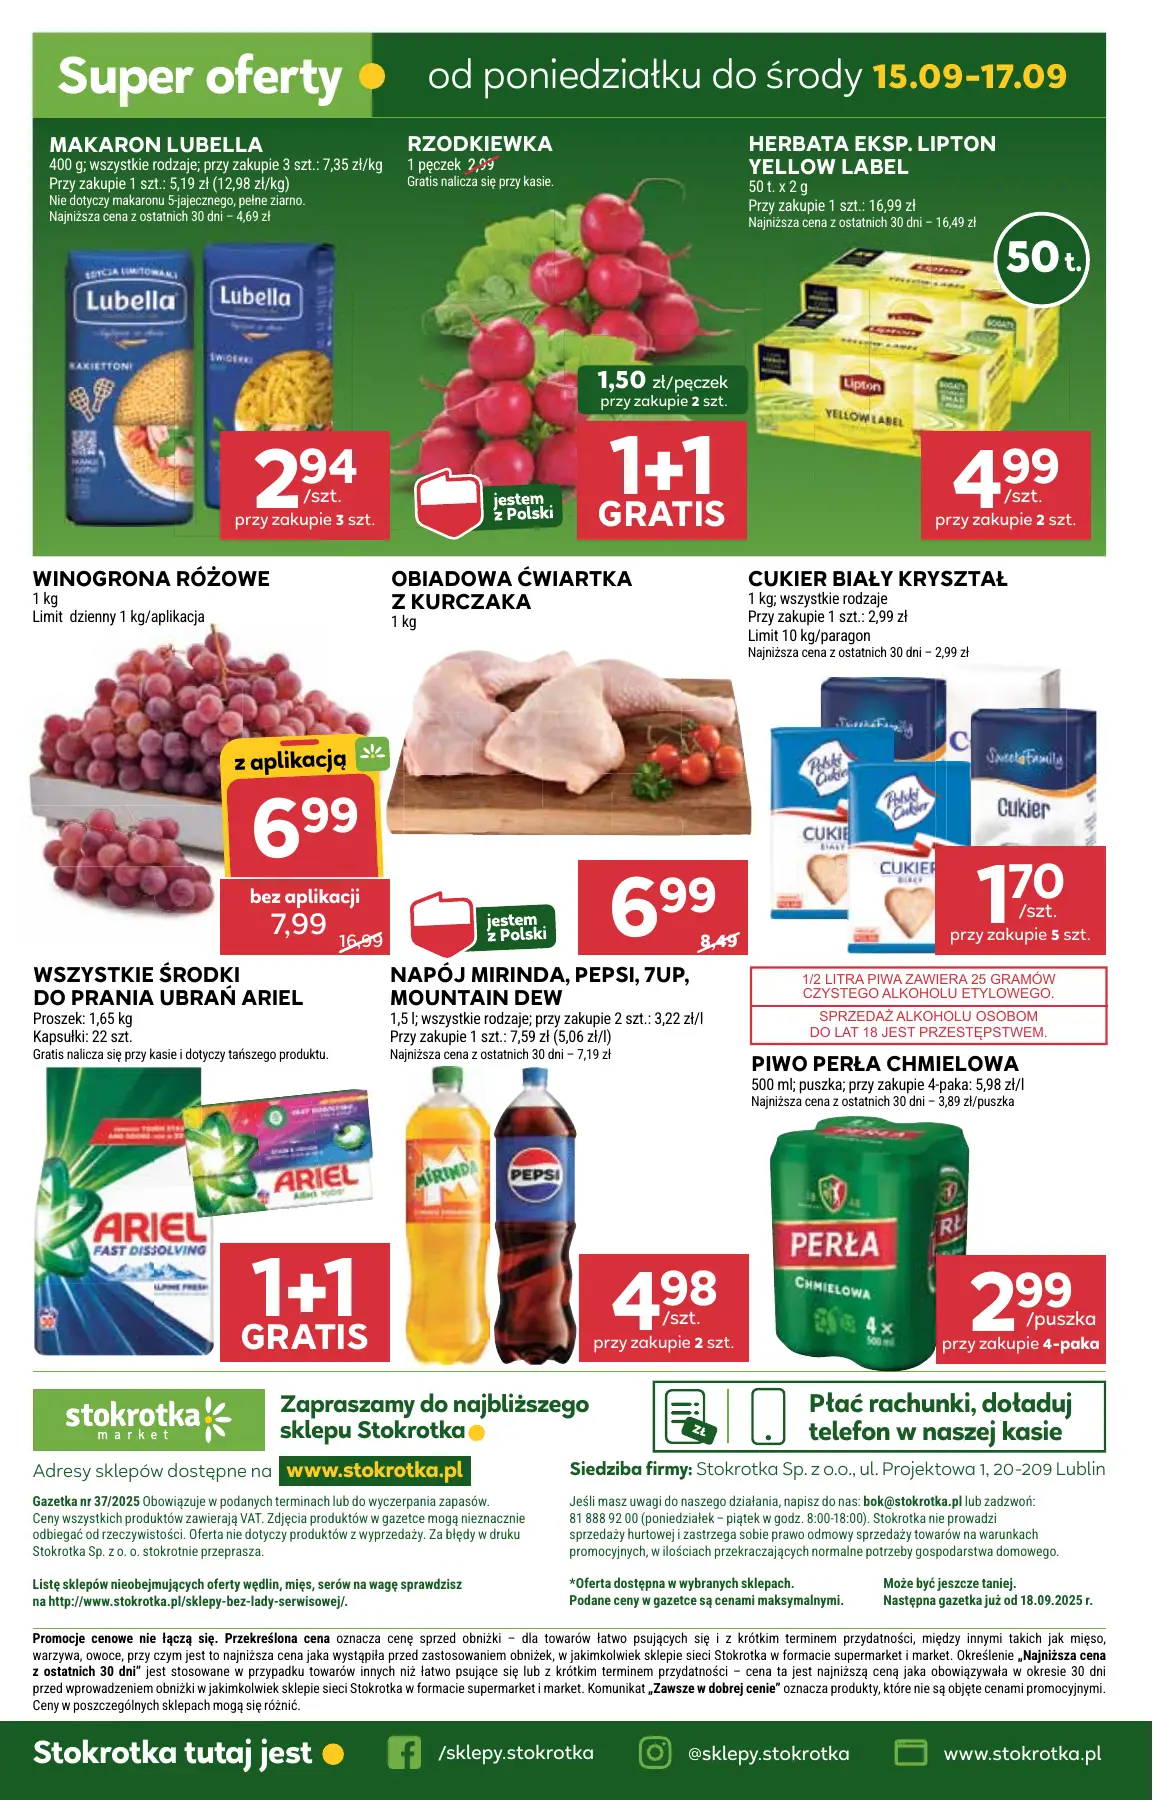 Super oferty
od poniedziałku do środy 15.09-17.09
MAKARON LUBELLA
400 g; wszystkie rodzaje; przy zakupie 3 szt.: 7,35 zł/kg
Przy zakupie 1 szt.: 5,19 zł (12,98 zł/kg)
Nie dotyczy makaronu 5-jajecznego, pełne ziarno.
Najniższa cena z ostatnich 30 dni – 4,69 zł
Lubella
Lubella
ŚWIDERKI
2 94
/szt.
przy zakupie 3 szt.
RZODKIEWKA
1 pęczek 2,99
Gratis nalicza się przy kasie.
1,50 zł/pęczek
przy zakupie 2 szt.
1+1
GRATIS
jestem
z Polski
HERBATA EKSP. LIPTON
YELLOW LABEL
50 t. x 2 g
Przy zakupie 1 szt.: 16,99 zł
Najniższa cena z ostatnich 30 dni – 16,49 zł
50 t.
Lipton
Lipton
Lipton
YELLOW LABEL
4 99
/szt.
przy zakupie 2 szt.
WINOGRONA RÓŻOWE
1 kg
Limit dzienny 1 kg/aplikacja
z aplikacją
6 99
bez aplikacji
7,99
16,99
OBIADOWA ĆWIARTKA
Z KURCZAKA
1 kg
jestem
z Polski
6 99
8,49
CUKIER BIAŁY KRYSZTAŁ
1 kg; wszystkie rodzaje
Przy zakupie 1 szt.: 2,99 zł
Limit 10 kg/paragon
Najniższa cena z ostatnich 30 dni – 2,99 zł
Sweet Family
Sweet Family
Cukier
Polski Cukier
Polski Cukier
CUKIER
BIAŁY
1 70
/szt.
przy zakupie 5 szt.
WSZYSTKIE ŚRODKI
DO PRANIA UBRAŃ ARIEL
Proszek: 1,65 kg
Kapsułki: 22 szt.
Gratis nalicza się przy kasie i dotyczy tańszego produktu.
ARIEL
ARIEL
FAST DISSOLVING
ALPINE FRESH
1+1
GRATIS
NAPÓJ MIRINDA, PEPSI, 7UP,
MOUNTAIN DEW
1,5 l; wszystkie rodzaje; przy zakupie 2 szt.: 3,22 zł/l
Przy zakupie 1 szt.: 7,59 zł (5,06 zł/l)
Najniższa cena z ostatnich 30 dni – 7,19 zł
MIRINDA
PEPSI
4 98
/szt.
przy zakupie 2 szt.
1/2 LITRA PIWA ZAWIERA 25 GRAMÓW
CZYSTEGO ALKOHOLU ETYLOWEGO.
SPRZEDAŻ ALKOHOLU OSOBOM
DO LAT 18 JEST PRZESTĘPSTWEM.
PIWO PERŁA CHMIELOWA
500 ml; puszka; przy zakupie 4-paka: 5,98 zł/l
Najniższa cena z ostatnich 30 dni – 3,89 zł/puszka
PERŁA
PERŁA
CHMIELOWA
4 x
500 ml
2 99
/puszka
przy zakupie 4-paka
stokrotka
market
Zapraszamy do najbliższego
sklepu Stokrotka
Adresy sklepów dostępne na www.stokrotka.pl
ZŁ
Płać rachunki, doładuj
telefon w naszej kasie
Siedziba firmy: Stokrotka Sp. z o.o., ul. Projektowa 1, 20-209 Lublin
Gazetka nr 37/2025 Obowiązuje w podanych terminach lub do wyczerpania zapasów.
Ceny wszystkich produktów zawierają VAT. Zdjęcia produktów w gazetce mogą nieznacznie
odbiegać od rzeczywistości. Oferta nie dotyczy produktów z wyprzedaży. Za błędy w druku
Stokrotka Sp. z o. o. stokrotnie przeprasza.
Listę sklepów nieobejmujących oferty wędlin, mięs, serów na wagę sprawdzisz
na http://www.stokrotka.pl/sklepy-bez-lady-serwisowej/.
Jeśli masz uwagi do naszego działania, napisz do nas: bok@stokrotka.pl lub zadzwoń:
81 888 92 00 (poniedziałek – piątek w godz. 8:00-18:00). Stokrotka nie prowadzi
sprzedaży hurtowej i zastrzega sobie prawo odmowy sprzedaży towarów na warunkach
promocyjnych, w ilościach przekraczających normalne potrzeby gospodarstwa domowego.
*Oferta dostępna w wybranych sklepach.
Podane ceny w gazetce są cenami maksymalnymi.
Może być jeszcze taniej.
Następna gazetka już od 18.09.2025 r.
Promocje cenowe nie łączą się. Przekreślona cena oznacza cenę sprzed obniżki – dla towarów łatwo psujących się i z krótkim terminem przydatności, między innymi takich jak mięso,
warzywa, owoce, przy czym jest to najniższa cena jaka wystąpiła przed zastosowaniem obniżek, w jakimkolwiek sklepie sieci Stokrotka w formacie supermarket i market. Określenie „Najniższa cena
z ostatnich 30 dni” jest stosowane w przypadku towarów innych niż łatwo psujące się lub z krótkim terminem przydatności – cena ta jest najniższą ceną jaka obowiązywała w okresie 30 dni
przed wprowadzeniem obniżki w jakimkolwiek sklepie sieci Stokrotka w formacie supermarket i market. Komunikat „Zawsze w dobrej cenie” oznacza produkty, które nie są objęte cenami promocyjnymi.
Ceny w poszczególnych sklepach mogą się różnić.
Stokrotka tutaj jest
/sklepy.stokrotka
@sklepy.stokrotka
www.stokrotka.pl